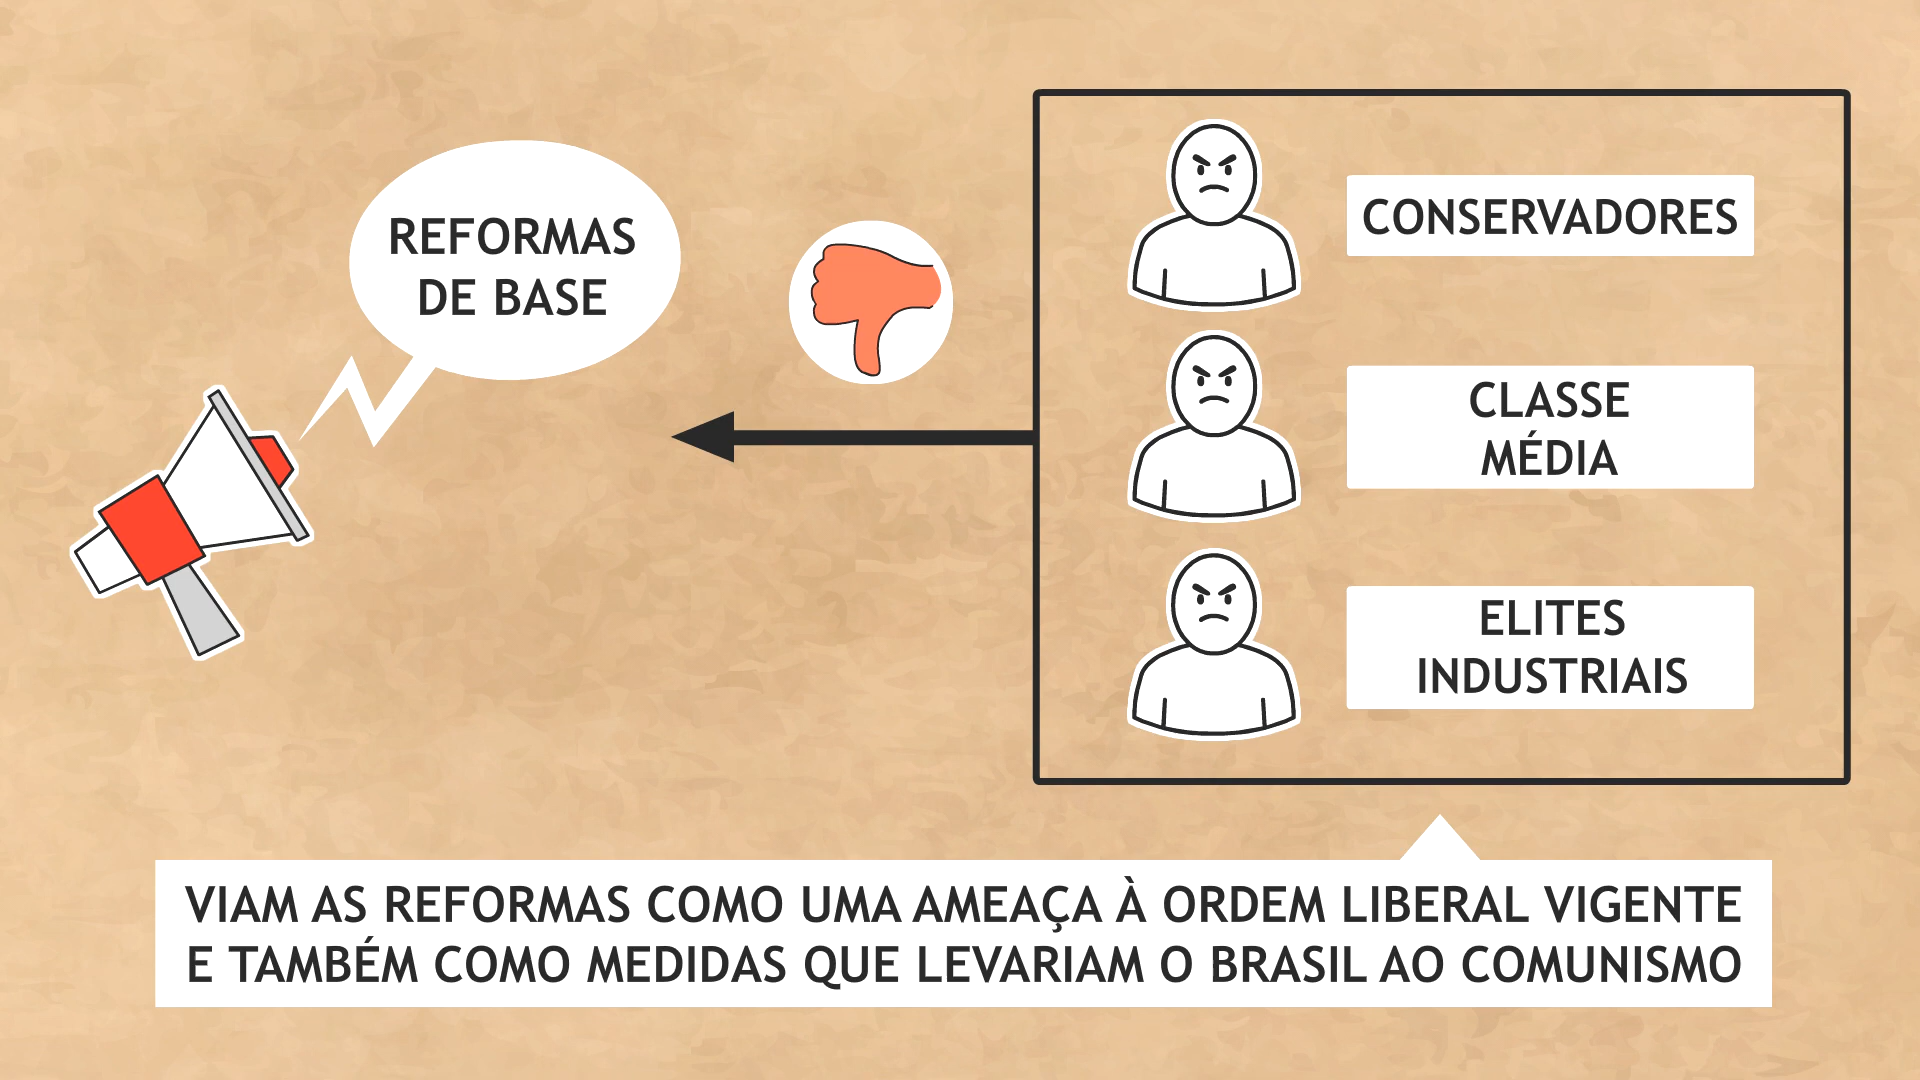 REFORMAS
DE BASE
CONSERVADORES
CLASSE
MÉDIA
ELITES
INDUSTRIAIS
VIAM AS REFORMAS COMO UMA AMEAÇA À ORDEM LIBERAL VIGENTE
E TAMBÉM COMO MEDIDAS QUE LEVARIAM O BRASIL AO COMUNISMO